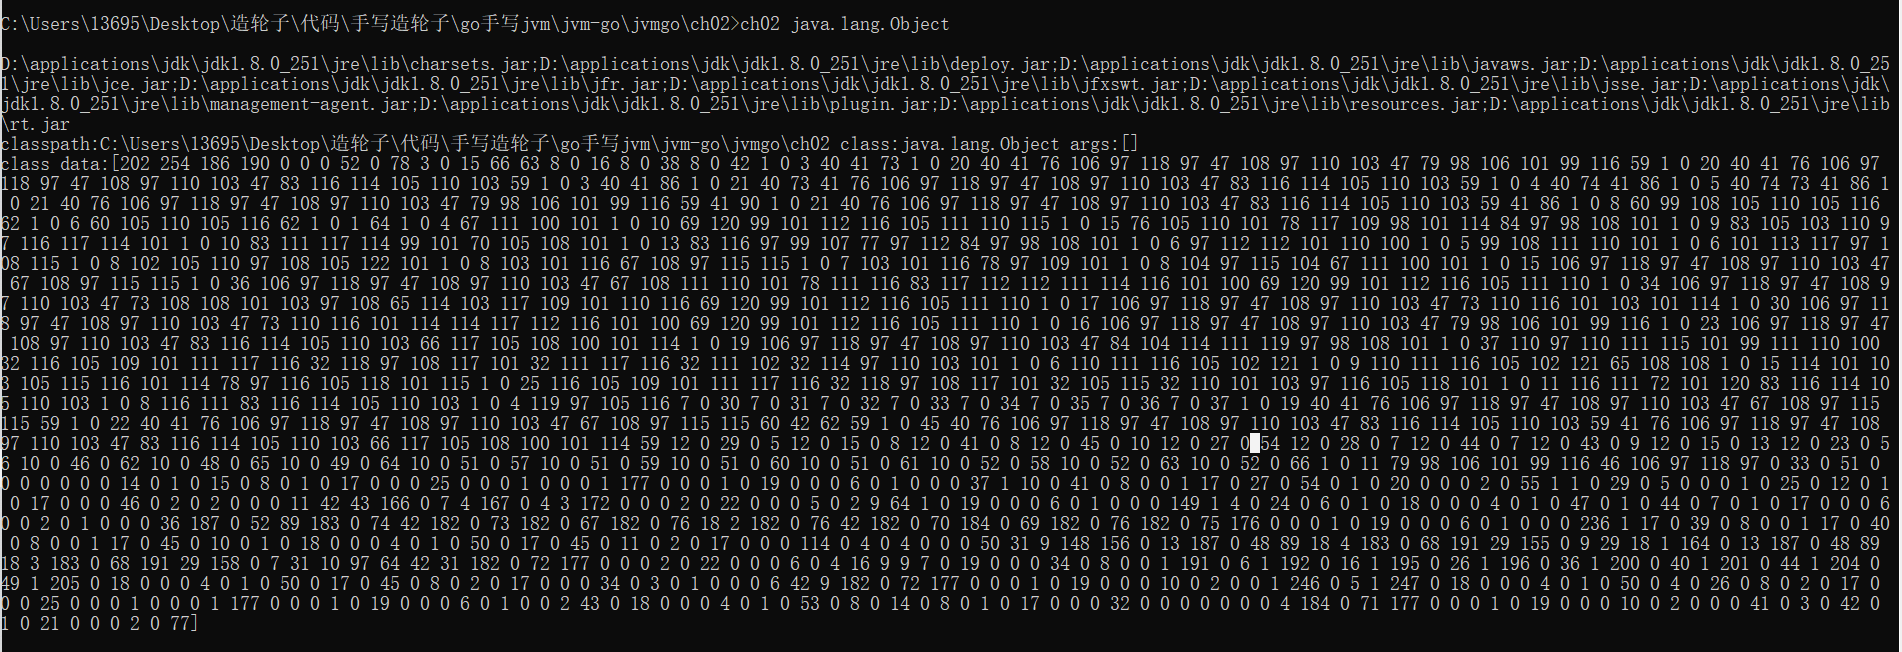 C:\Users\13695\Desktop\造轮子\代码\手写造轮子\go手写jvm\jvm-go\jvmgo\ch02>ch02 java.lang.Object
D:\applications\jdk\jdk1.8.0_251\jre\lib\charsets.jar;D:\applications\jdk\jdk1.8.0_251\jre\lib\deploy.jar;D:\applications\jdk\jdk1.8.0_251\jre\lib\javaws.jar;D:\applications\jdk\jdk1.8.0_25
1\jre\lib\jce.jar;D:\applications\jdk\jdk1.8.0_251\jre\lib\jfr.jar;D:\applications\jdk\jdk1.8.0_251\jre\lib\jfxswt.jar;D:\applications\jdk\jdk1.8.0_251\jre\lib\jsse.jar;D:\applications\jdk\
jdk1.8.0_251\jre\lib\management-agent.jar;D:\applications\jdk\jdk1.8.0_251\jre\lib\plugin.jar;D:\applications\jdk\jdk1.8.0_251\jre\lib\resources.jar;D:\applications\jdk\jdk1.8.0_251\jre\lib
\rt.jar
classpath:C:\Users\13695\Desktop\造轮子\代码\手写造轮子\go手写jvm\jvm-go\jvmgo\ch02 class:java.lang.Object args:[]
class data:[202 254 186 190 0 0 0 52 0 78 3 0 15 66 63 8 0 16 8 0 38 8 0 42 1 0 3 40 41 73 1 0 20 40 41 76 106 97 118 97 47 108 97 110 103 47 79 98 106 101 99 116 59 1 0 20 40 41 76 106 97
118 97 47 108 97 110 103 47 83 116 114 105 110 103 59 1 0 3 40 41 86 1 0 21 40 73 41 76 106 97 118 97 47 108 97 110 103 47 83 116 114 105 110 103 59 1 0 4 40 74 41 86 1 0 5 40 74 73 41 86 1
0 21 40 76 106 97 118 97 47 108 97 110 103 47 79 98 106 101 99 116 59 41 90 1 0 21 40 76 106 97 118 97 47 108 97 110 103 47 83 116 114 105 110 103 59 41 86 1 0 8 60 99 108 105 110 105 116
62 1 0 6 60 105 110 105 116 62 1 0 1 64 1 0 4 67 111 100 101 1 0 10 69 120 99 101 112 116 105 111 110 115 1 0 15 76 105 110 101 78 117 109 98 101 114 84 97 98 108 101 1 0 9 83 105 103 110 9
7 116 117 114 101 1 0 10 83 111 117 114 99 101 70 105 108 101 1 0 13 83 116 97 99 107 77 97 112 84 97 98 108 101 1 0 6 97 112 112 101 110 100 1 0 5 99 108 111 110 101 1 0 6 101 113 117 97 1
08 115 1 0 8 102 105 110 97 108 105 122 101 1 0 8 103 101 116 67 108 97 115 115 1 0 7 103 101 116 78 97 109 101 1 0 8 104 97 115 104 67 111 100 101 1 0 15 106 97 118 97 47 108 97 110 103 47
67 108 97 115 115 1 0 36 106 97 118 97 47 108 97 110 103 47 67 108 111 110 101 78 111 116 83 117 112 112 111 114 116 101 100 69 120 99 101 112 116 105 111 110 1 0 34 106 97 118 97 47 108 9
7 110 103 47 73 108 108 101 103 97 108 65 114 103 117 109 101 110 116 69 120 99 101 112 116 105 111 110 1 0 17 106 97 118 97 47 108 97 110 103 47 73 110 116 101 103 101 114 1 0 30 106 97 11
8 97 47 108 97 110 103 47 73 110 116 101 114 114 117 112 116 101 100 69 120 99 101 112 116 105 111 110 1 0 16 106 97 118 97 47 108 97 110 103 47 79 98 106 101 99 116 1 0 23 106 97 118 97 47
108 97 110 103 47 83 116 114 105 110 103 66 117 105 108 100 101 114 1 0 19 106 97 118 97 47 108 97 110 103 47 84 104 114 111 119 97 98 108 101 1 0 37 110 97 110 111 115 101 99 111 110 100
32 116 105 109 101 111 117 116 32 118 97 108 117 101 32 111 117 116 32 111 102 32 114 97 110 103 101 1 0 6 110 111 116 105 102 121 1 0 9 110 111 116 105 102 121 65 108 108 1 0 15 114 101 10
3 105 115 116 101 114 78 97 116 105 118 101 115 1 0 25 116 105 109 101 111 117 116 32 118 97 108 117 101 32 105 115 32 110 101 103 97 116 105 118 101 1 0 11 116 111 72 101 120 83 116 114 10
5 110 103 1 0 8 116 111 83 116 114 105 110 103 1 0 4 119 97 105 116 7 0 30 7 0 31 7 0 32 7 0 33 7 0 34 7 0 35 7 0 36 7 0 37 1 0 19 40 41 76 106 97 118 97 47 108 97 110 103 47 67 108 97 115
115 59 1 0 22 40 41 76 106 97 118 97 47 108 97 110 103 47 67 108 97 115 115 60 42 62 59 1 0 45 40 76 106 97 118 97 47 108 97 110 103 47 83 116 114 105 110 103 59 41 76 106 97 118 97 47 108
97 110 103 47 83 116 114 105 110 103 66 117 105 108 100 101 114 59 12 0 29 0 5 12 0 15 0 8 12 0 41 0 8 12 0 45 0 10 12 0 27 0 54 12 0 28 0 7 12 0 44 0 7 12 0 43 0 9 12 0 15 0 13 12 0 23 0 5
6 10 0 46 0 62 10 0 48 0 65 10 0 49 0 64 10 0 51 0 57 10 0 51 0 59 10 0 51 0 60 10 0 51 0 61 10 0 52 0 58 10 0 52 0 63 10 0 52 0 66 1 0 11 79 98 106 101 99 116 46 106 97 118 97 0 33 0 51 0
0 0 0 0 0 0 14 0 1 0 15 0 8 0 1 0 17 0 0 0 25 0 0 0 1 0 0 0 1 177 0 0 0 1 0 19 0 0 0 6 0 1 0 0 0 37 1 10 0 41 0 8 0 0 1 17 0 27 0 54 0 1 0 20 0 0 0 2 0 55 1 1 0 29 0 5 0 0 0 1 0 25 0 12 0 1
0 17 0 0 0 46 0 2 0 2 0 0 0 11 42 43 166 0 7 4 167 0 4 3 172 0 0 0 2 0 22 0 0 0 5 0 2 9 64 1 0 19 0 0 0 6 0 1 0 0 0 149 1 4 0 24 0 6 0 1 0 18 0 0 0 4 0 1 0 47 0 1 0 44 0 7 0 1 0 17 0 0 0 6
0 0 2 0 1 0 0 0 36 187 0 52 89 183 0 74 42 182 0 73 182 0 67 182 0 76 18 2 182 0 76 42 182 0 70 184 0 69 182 0 76 182 0 75 176 0 0 0 1 0 19 0 0 0 6 0 1 0 0 0 236 1 17 0 39 0 8 0 0 1 17 0 40
0 8 0 0 1 17 0 45 0 10 0 1 0 18 0 0 0 4 0 1 0 50 0 17 0 45 0 11 0 2 0 17 0 0 0 114 0 4 0 4 0 0 0 50 31 9 148 156 0 13 187 0 48 89 18 4 183 0 68 191 29 155 0 9 29 18 1 164 0 13 187 0 48 89
18 3 183 0 68 191 29 158 0 7 31 10 97 64 42 31 182 0 72 177 0 0 0 2 0 22 0 0 0 6 0 4 16 9 9 7 0 19 0 0 0 34 0 8 0 0 1 191 0 6 1 192 0 16 1 195 0 26 1 196 0 36 1 200 0 40 1 201 0 44 1 204 0
49 1 205 0 18 0 0 0 4 0 1 0 50 0 17 0 45 0 8 0 2 0 17 0 0 0 34 0 3 0 1 0 0 0 6 42 9 182 0 72 177 0 0 0 1 0 19 0 0 0 10 0 2 0 0 1 246 0 5 1 247 0 18 0 0 0 4 0 1 0 50 0 4 0 26 0 8 0 2 0 17 0
0 0 25 0 0 0 1 0 0 0 1 177 0 0 0 1 0 19 0 0 0 6 0 1 0 0 2 43 0 18 0 0 0 4 0 1 0 53 0 8 0 14 0 8 0 1 0 17 0 0 0 32 0 0 0 0 0 0 0 4 184 0 71 177 0 0 0 1 0 19 0 0 0 10 0 2 0 0 0 41 0 3 0 42 0
1 0 21 0 0 0 2 0 77]